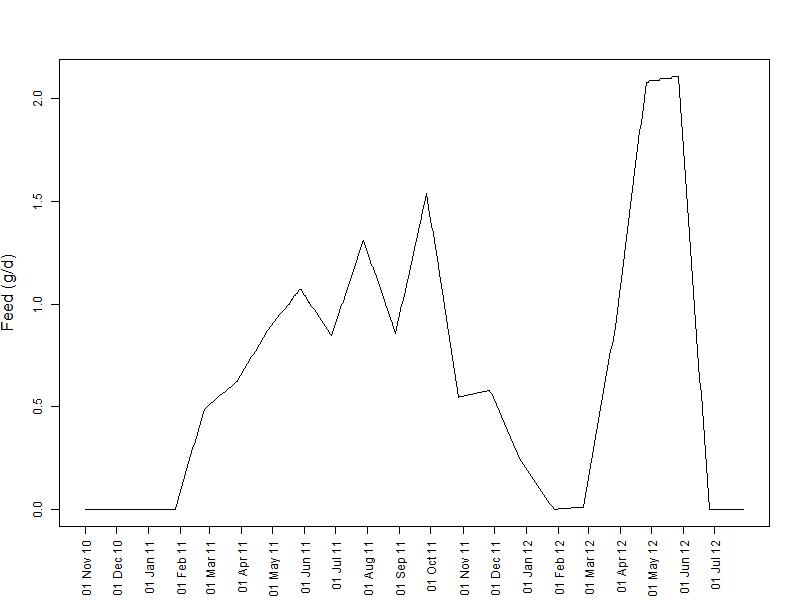 Feed (g/d)
2.0
1.5
1.0
0.5
0.0
01 Nov 10
01 Dec 10
01 Jan 11
01 Feb 11
01 Mar 11
01 Apr 11
01 May 11
01 Jun 11
01 Jul 11
01 Aug 11
01 Sep 11
01 Oct 11
01 Nov 11
01 Dec 11
01 Jan 12
01 Feb 12
01 Mar 12
01 Apr 12
01 May 12
01 Jun 12
01 Jul 12